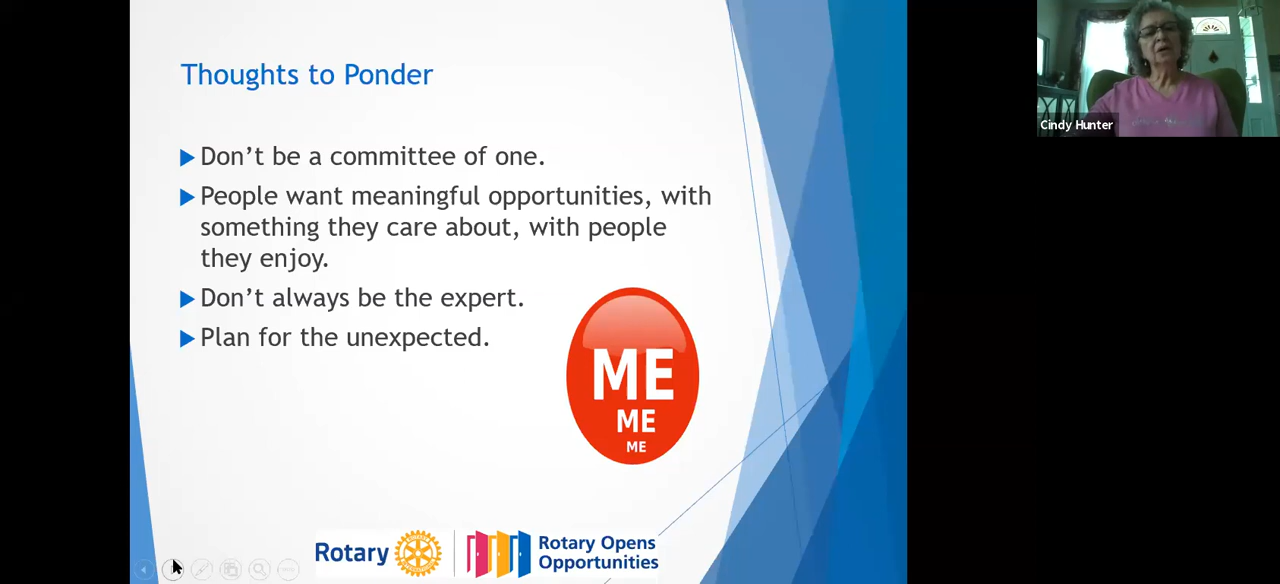 Thoughts to Ponder
Don't be a committee of one.
People want meaningful opportunities, with
something they care about, with people
they enjoy.
Don't always be the expert.
Plan for the unexpected.
ME
ME
ME
Rotary
Rotary Opens
Opportunities
Cindy Hunter